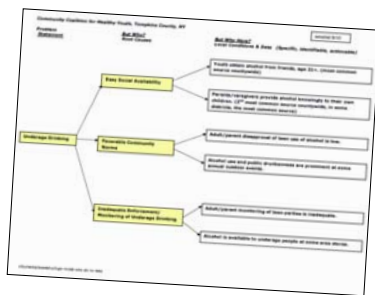 Community Coalition for Healthy Youth, Tompkins County, NY
Problem
Statement
But Why?
Root Causes
But Why Here?
Local Conditions & Data (Specific, identifiable, actionable)
Underage Drinking
Easy Social Availability
Youth obtain alcohol from friends, age 21+. (most common
source countywide)
Parents/caregivers provide alcohol knowingly to their own
children. (2nd most common source countywide; in some
districts, the most common source)
Favorable Community
Norms
Adult/parent disapproval of teen use of alcohol is low.
Alcohol use and public drunkenness are prominent at some
annual outdoor events.
Inadequate Enforcement/
Monitoring of Underage Drinking
Adult/parent monitoring of teen parties is inadequate.
Alcohol is available to underage people at some area stores.